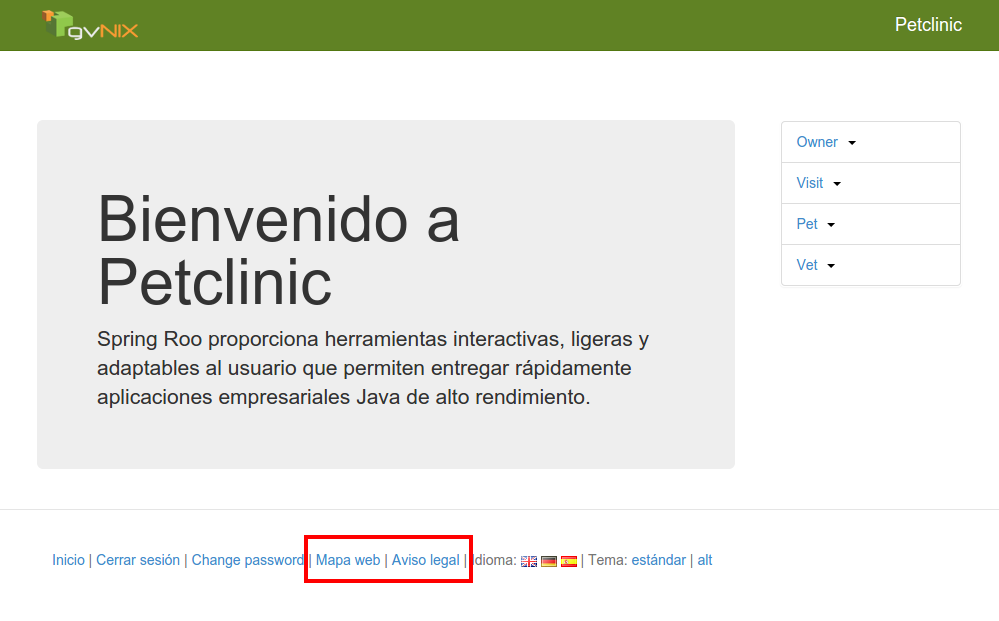 gvNIX
Petclinic
Bienvenido a
Petclinic
Spring Roo proporciona herramientas interactivas, ligeras y
adaptables al usuario que permiten entregar rápidamente
aplicaciones empresariales Java de alto rendimiento.
Owner
Visit
Pet
Vet
Inicio | Cerrar sesión | Change password | Mapa web | Aviso legal | Idioma: | Tema: estándar | alt